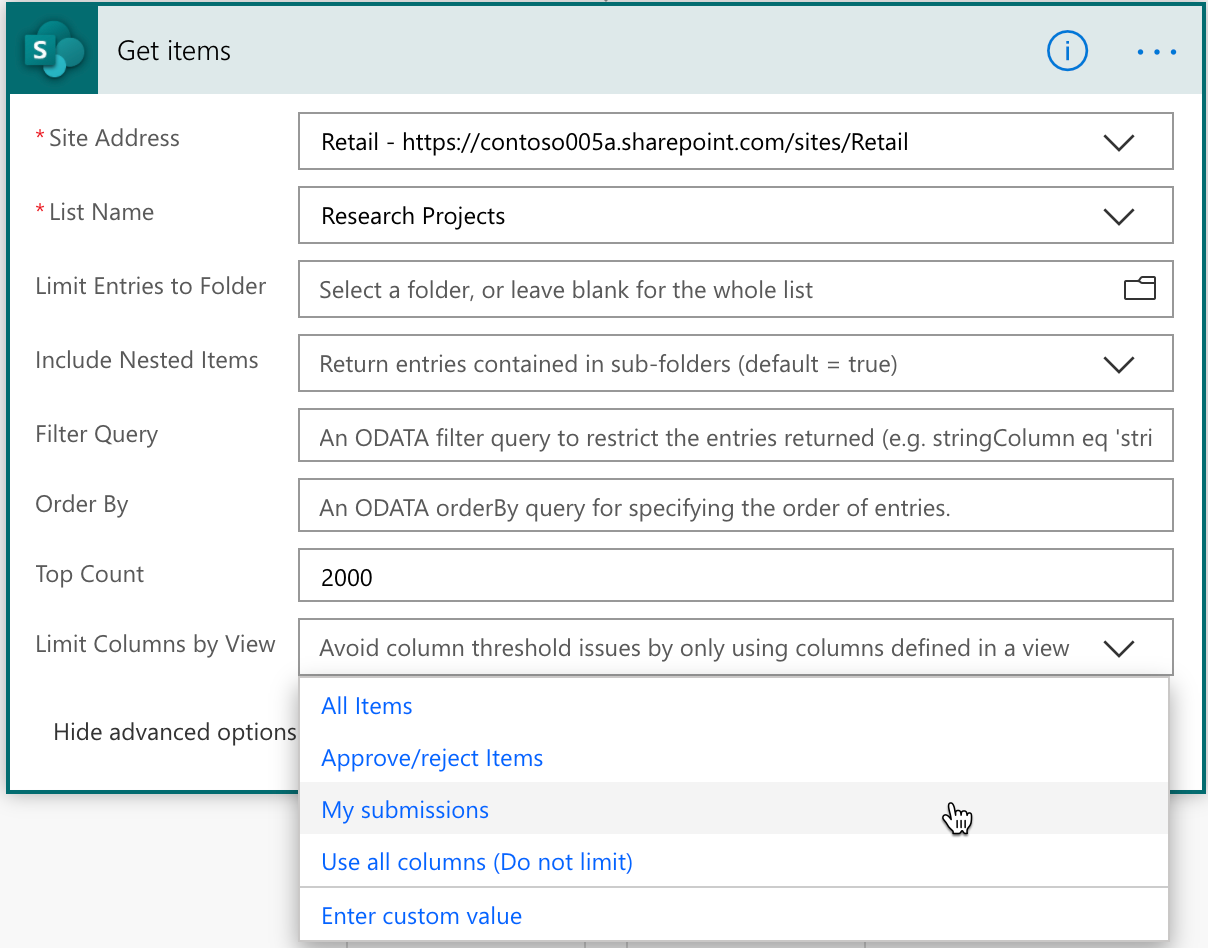 S
Get items
i
* Site Address
Retail - https://contoso005a.sharepoint.com/sites/Retail
* List Name
Research Projects
Limit Entries to Folder
Select a folder, or leave blank for the whole list
Include Nested Items
Return entries contained in sub-folders (default = true)
Filter Query
An ODATA filter query to restrict the entries returned (e.g. stringColumn eq 'stri
Order By
An ODATA orderBy query for specifying the order of entries.
Top Count
2000
Limit Columns by View
Avoid column threshold issues by only using columns defined in a view
All Items
Hide advanced options
Approve/reject Items
My submissions
Use all columns (Do not limit)
Enter custom value